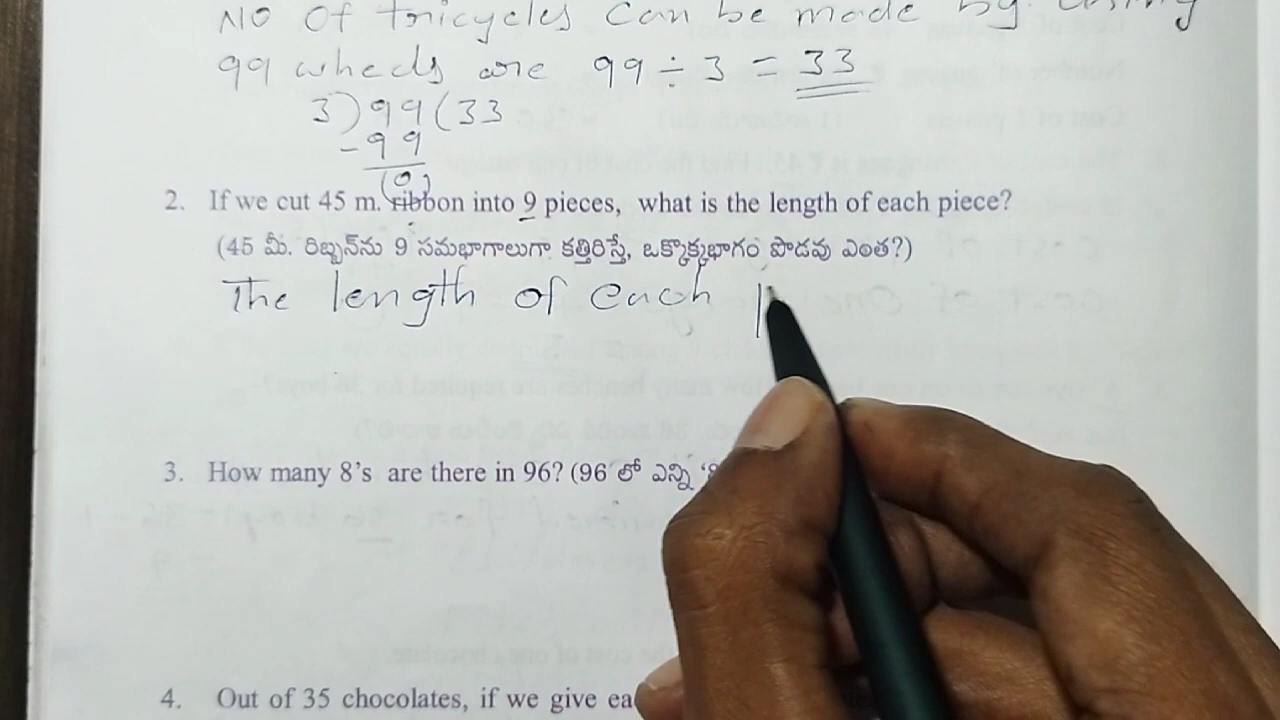 No of tricycles can be made by using
99 wheels are 99 ÷ 3 = 33
3)99(33
-99
(0)
2. If we cut 45 m. ribbon into 9 pieces, what is the length of each piece?
(45 మీ. రిబ్బన్‌ను 9 సమభాగాలుగా కత్తిరిస్తే, ఒక్కొక్కభాగం పొడవు ఎంత?)
The length of each
3. How many 8's are there in 96? (96 లో ఎన్ని
4. Out of 35 chocolates, if we give